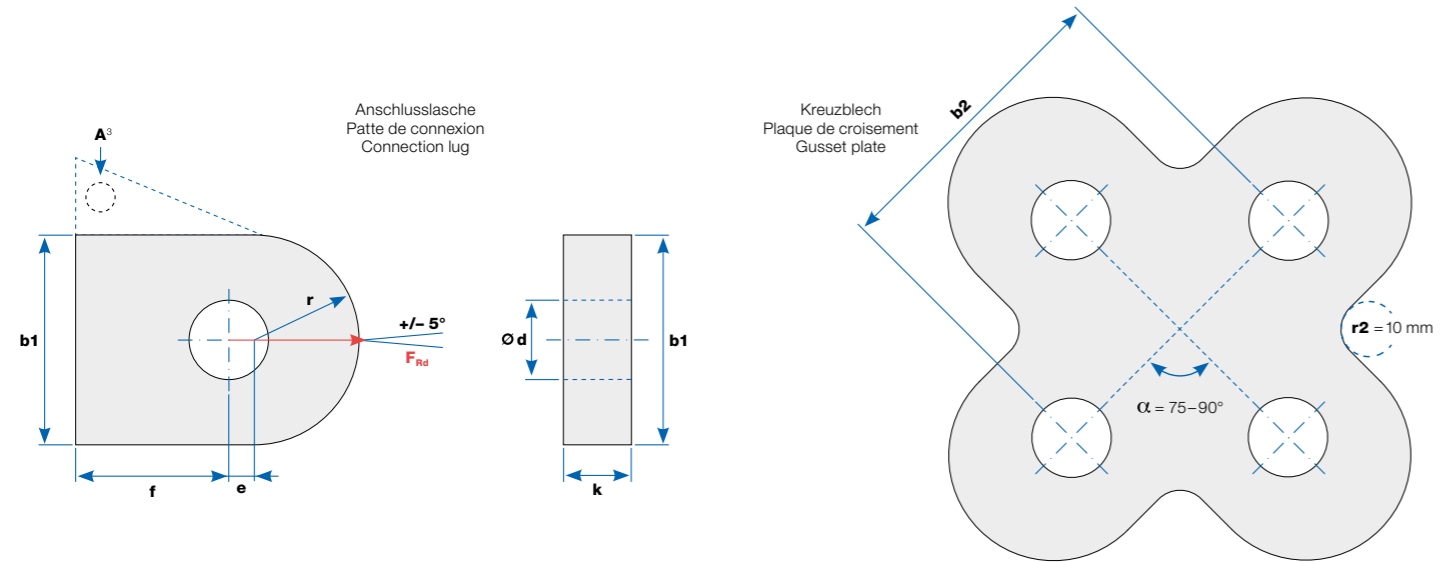 Anschlusslasche
Patte de connexion
Connection lug
A³
b1
r
+/– 5°
F_Rd
f
e
Ø d
b1
k
Kreuzblech
Plaque de croisement
Gusset plate
b2
r2 = 10 mm
α = 75–90°